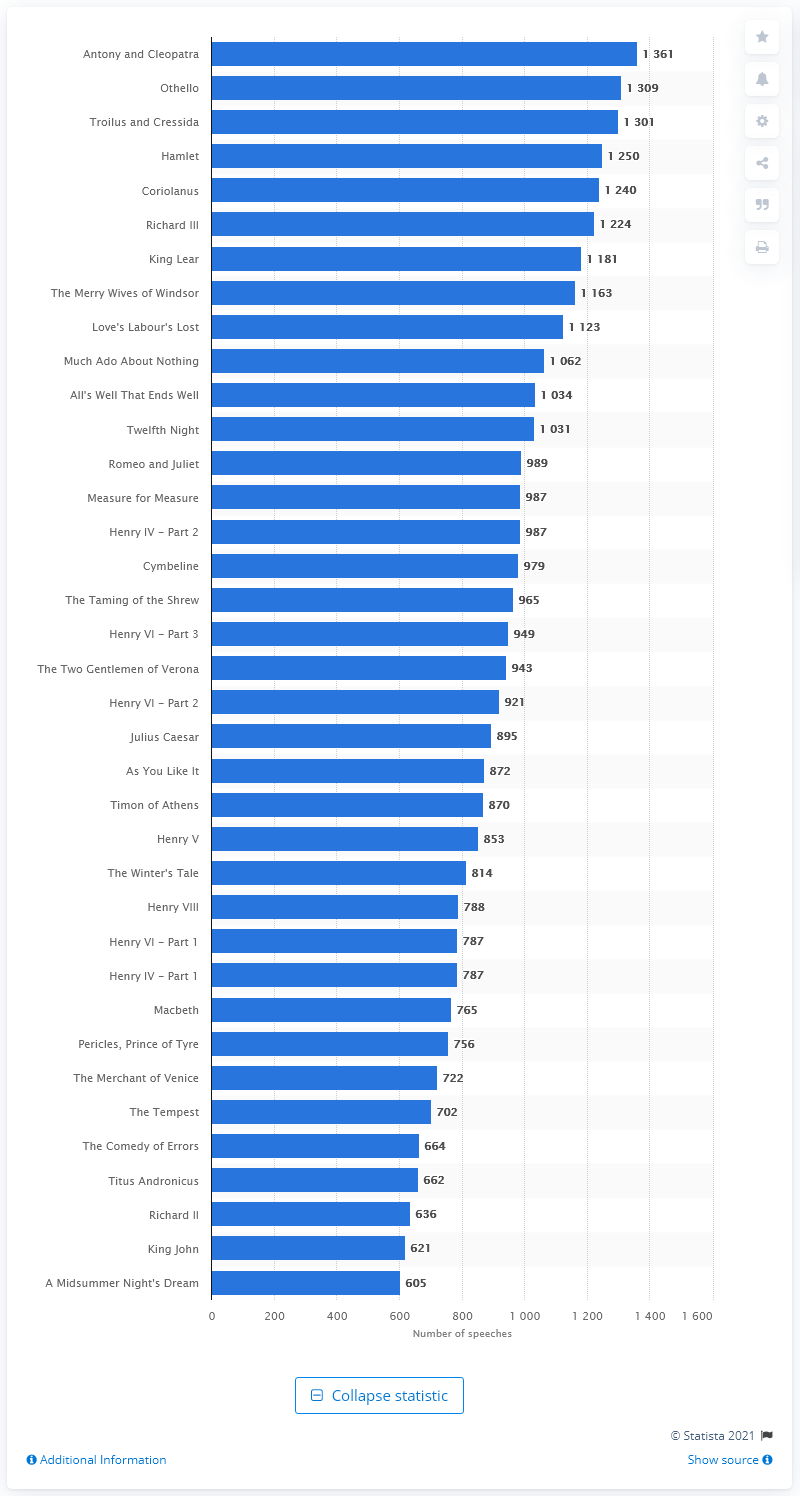 Antony and Cleopatra 1 361
Othello 1 309
Troilus and Cressida 1 301
Hamlet 1 250
Coriolanus 1 240
Richard III 1 224
King Lear 1 181
The Merry Wives of Windsor 1 163
Love's Labour's Lost 1 123
Much Ado About Nothing 1 062
All's Well That Ends Well 1 034
Twelfth Night 1 031
Romeo and Juliet 989
Measure for Measure 987
Henry IV - Part 2 987
Cymbeline 979
The Taming of the Shrew 965
Henry VI - Part 3 949
The Two Gentlemen of Verona 943
Henry VI - Part 2 921
Julius Caesar 895
As You Like It 872
Timon of Athens 870
Henry V 853
The Winter's Tale 814
Henry VIII 788
Henry VI - Part 1 787
Henry IV - Part 1 787
Macbeth 765
Pericles, Prince of Tyre 756
The Merchant of Venice 722
The Tempest 702
The Comedy of Errors 664
Titus Andronicus 662
Richard II 636
King John 621
A Midsummer Night's Dream 605
0 200 400 600 800 1 000 1 200 1 400 1 600
Number of speeches
Collapse statistic
© Statista 2021
Additional Information Show source